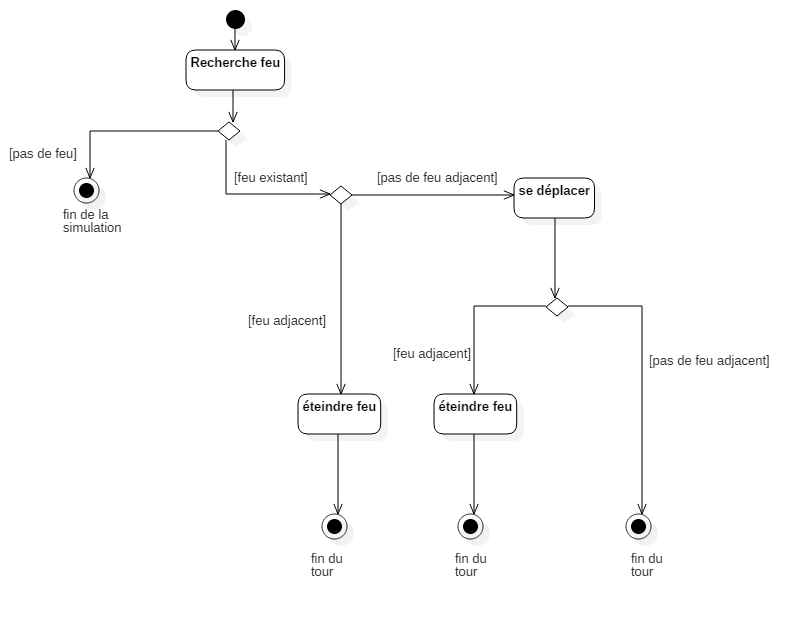 Recherche feu
[pas de feu]
[feu existant]
[pas de feu adjacent]
se déplacer
fin de la
simulation
[feu adjacent]
[feu adjacent]
[pas de feu adjacent]
éteindre feu
éteindre feu
fin du
tour
fin du
tour
fin du
tour